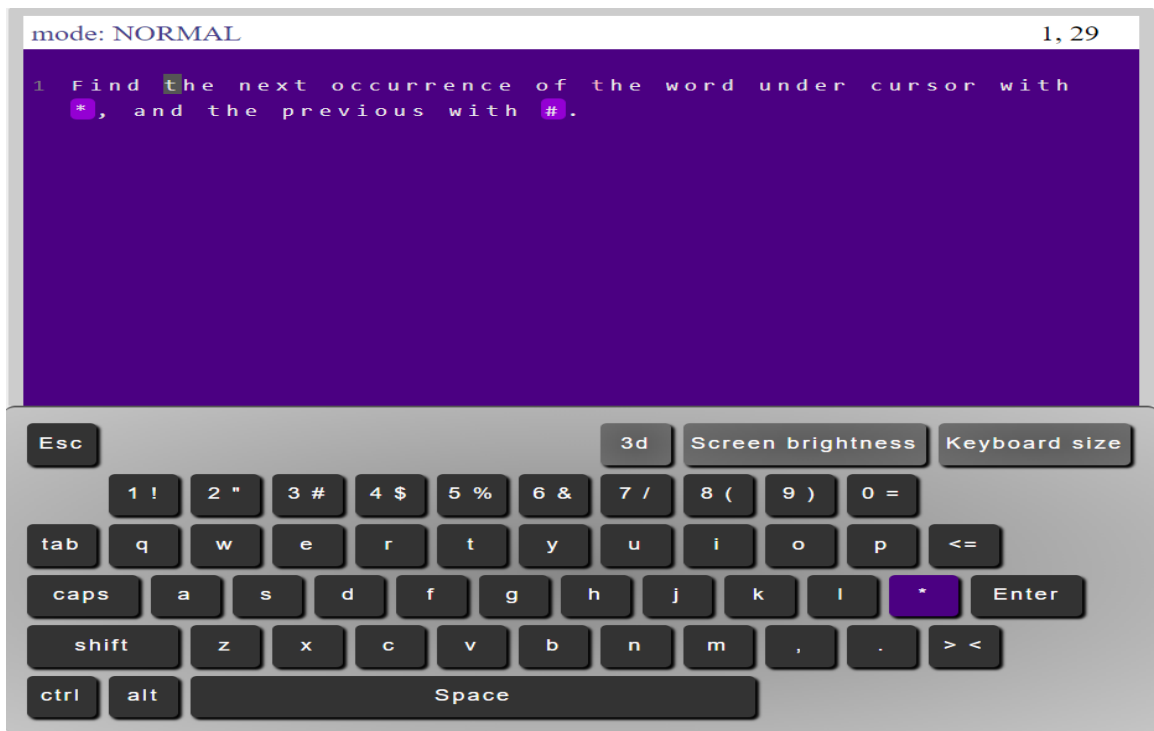 mode: NORMAL 1, 29
1 Find the next occurrence of the word under cursor with
*, and the previous with #.
Esc 3d Screen brightness Keyboard size
1 ! 2 " 3 # 4 $ 5 % 6 & 7 / 8 ( 9 ) 0 =
tab q w e r t y u i o p <=
caps a s d f g h j k l * Enter
shift z x c v b n m , . > <
ctrl alt Space